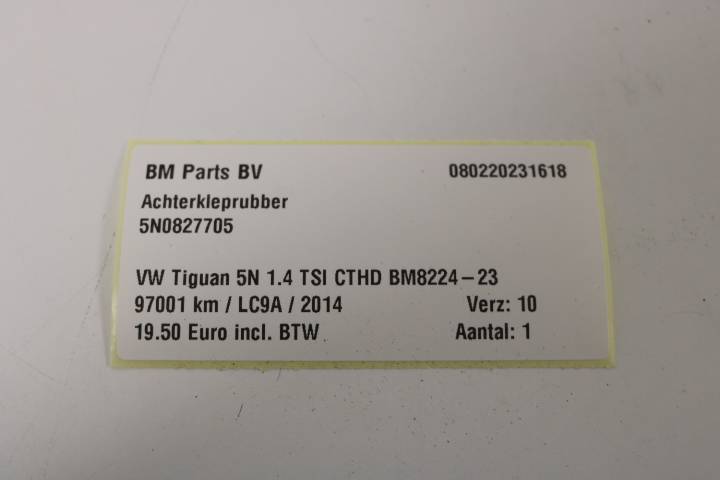 BM Parts BV 080220231618
Achterkleprubber
5N0827705
VW Tiguan 5N 1.4 TSI CTHD BM8224-23
97001 km / LC9A / 2014 Verz: 10
19.50 Euro incl. BTW Aantal: 1